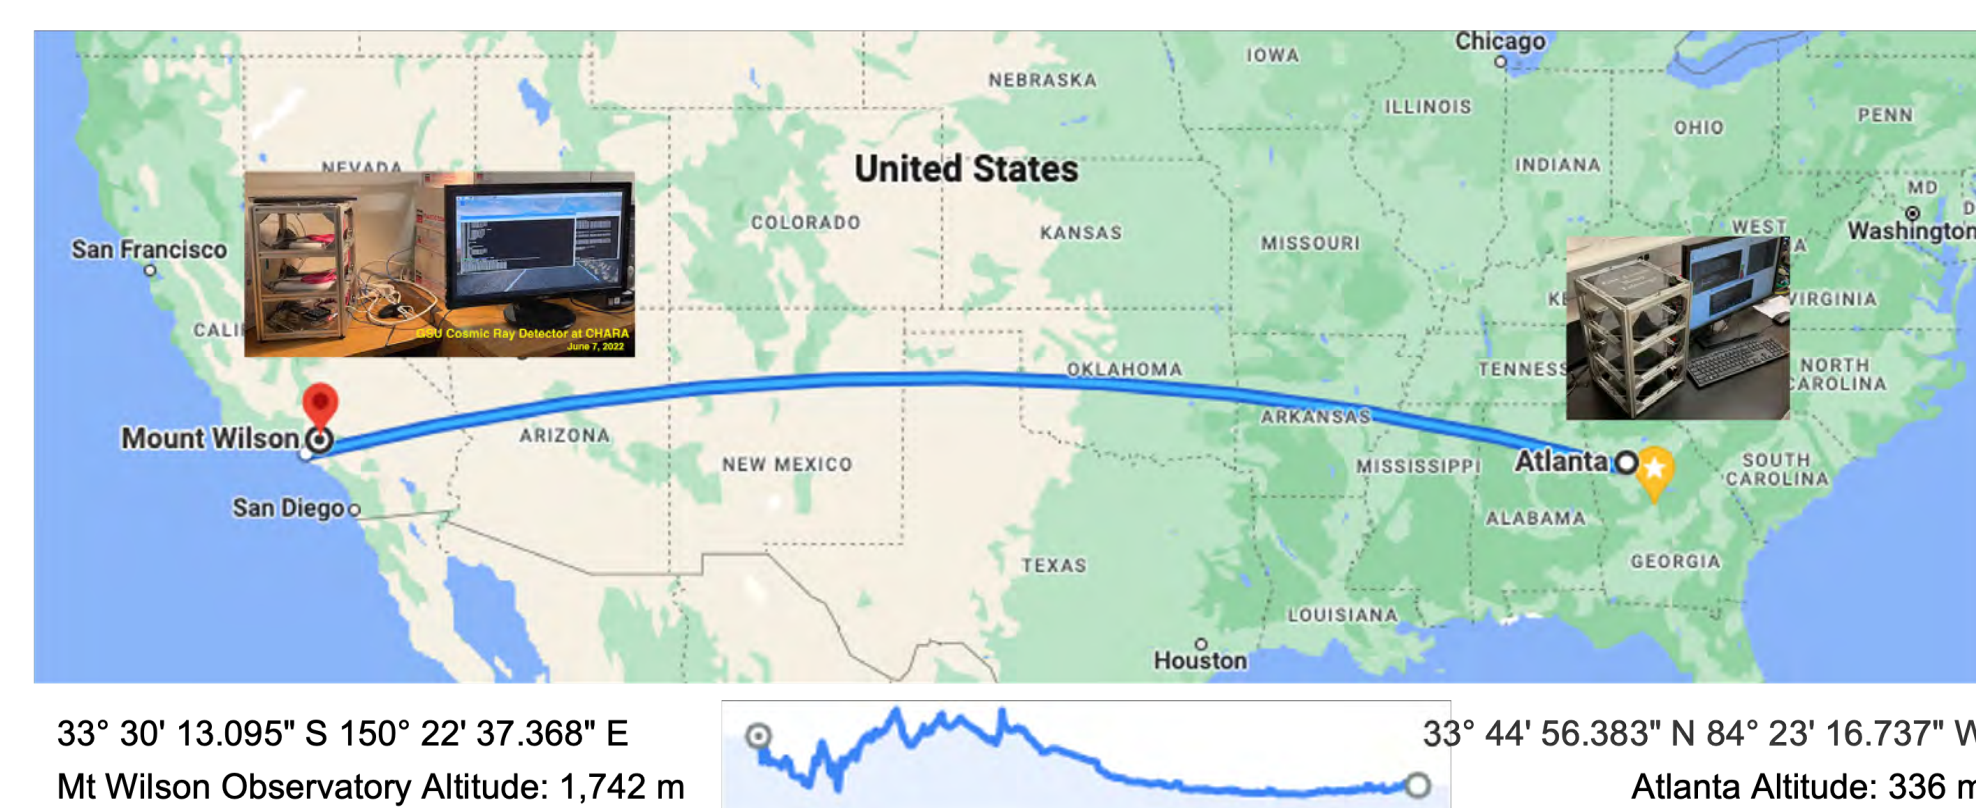 Chicago
IOWA
NEBRASKA
ILLINOIS
PENN
OHIO
INDIANA
NEVADA
United States
MD
D
Washington
WEST
A
COLORADO
KANSAS
MISSOURI
San Francisco
KE
VIRGINIA
CALI
GSU Cosmic Ray Detector at CHARA
June 7, 2022
OKLAHOMA
TENNESS
NORTH
CAROLINA
ARKANSAS
Mount Wilson
ARIZONA
NEW MEXICO
MISSISSIPPI
Atlanta
SOUTH
CAROLINA
San Diego
ALABAMA
TEXAS
GEORGIA
LOUISIANA
Houston
33° 30' 13.095" S 150° 22' 37.368" E
33° 44' 56.383" N 84° 23' 16.737" W
Mt Wilson Observatory Altitude: 1,742 m
Atlanta Altitude: 336 m